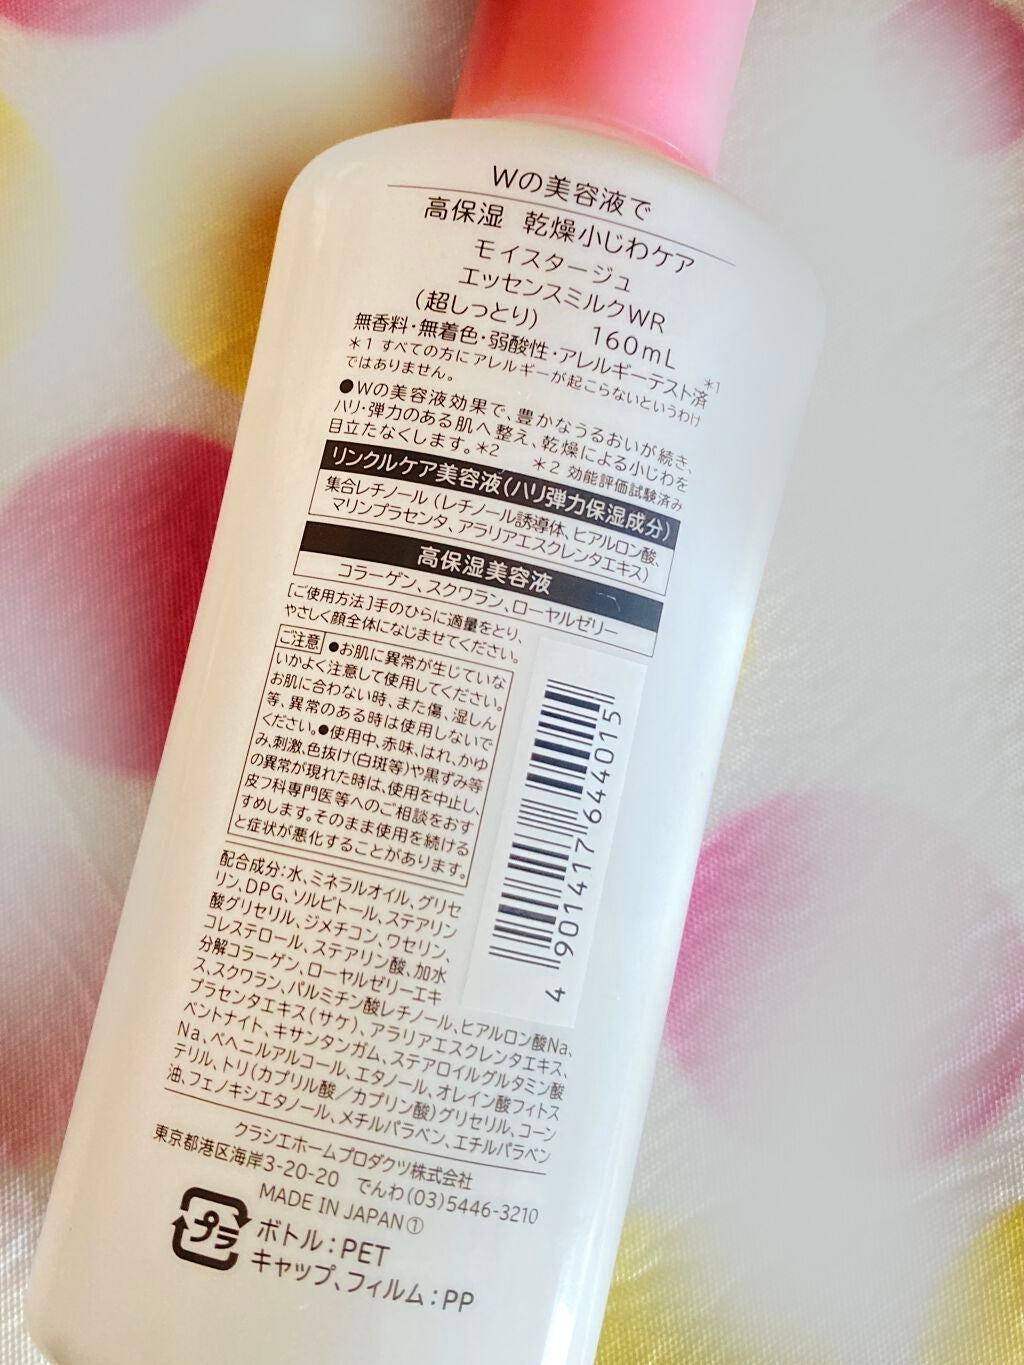 Wの美容液で
高保湿 乾燥小じわケア
モイスタージュ
エッセンスミルクWR
(超しっとり) 160mL
無香料・無着色・弱酸性・アレルギーテスト済*1
*1 すべての方にアレルギーが起こらないというわけ
ではありません。
●Wの美容液効果で、豊かなうるおいが続き、
ハリ・弾力のある肌へ整え、乾燥による小じわを
目立たなくします。*2 *2 効能評価試験済み
リンクルケア美容液(ハリ弾力保湿成分)
集合レチノール(レチノール誘導体、ヒアルロン酸、
マリンプラセンタ、アラリアエスクレンタエキス)
高保湿美容液
コラーゲン、スクワラン、ローヤルゼリー
[ご使用方法]手のひらに適量をとり、
やさしく顔全体になじませてください。
ご注意 ●お肌に異常が生じていな
いかよく注意して使用してください。
お肌に合わない時、また傷、湿しん
等、異常のある時は使用しないで
ください。●使用中、赤味、はれ、かゆ
み、刺激、色抜け(白斑等)や黒ずみ等
の異常が現れた時は、使用を中止し、
皮フ科専門医等へのご相談をおす
すめします。そのまま使用を続ける
と症状が悪化することがあります。
4 901417 644015
配合成分:水、ミネラルオイル、グリセ
リン、DPG、ソルビトール、ステアリン
酸グリセリル、ジメチコン、ワセリン、
コレステロール、ステアリン酸、加水
分解コラーゲン、ローヤルゼリーエキ
ス、スクワラン、パルミチン酸レチノール、ヒアルロン酸Na、
プラセンタエキス(サケ)、アラリアエスクレンタエキス、
ベントナイト、キサンタンガム、ステアロイルグルタミン酸
Na、ベヘニルアルコール、エタノール、オレイン酸フィトス
テリル、トリ(カプリル酸/カプリン酸)グリセリル、コーン
油、フェノキシエタノール、メチルパラベン、エチルパラベン
クラシエホームプロダクツ株式会社
東京都港区海岸3-20-20 でんわ(03)5446-3210
MADE IN JAPAN①
プラ
ボトル:PET
キャップ、フィルム:PP